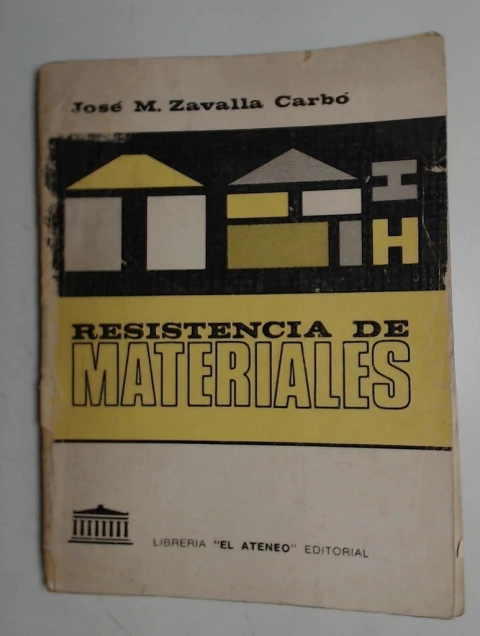 José M. Zavalla Carbó
RESISTENCIA DE
MATERIALES
LIBRERIA "EL ATENEO" EDITORIAL